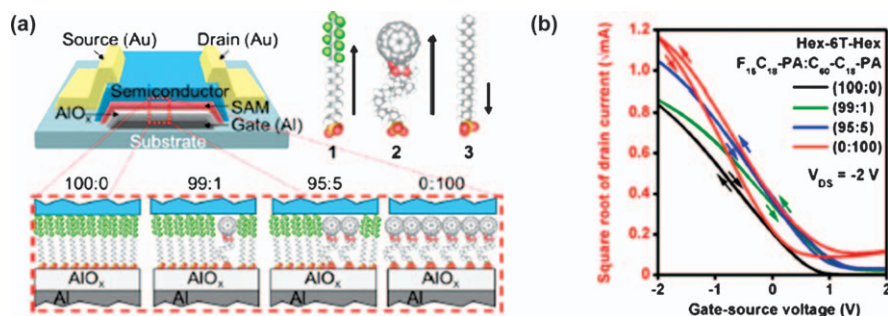 (a)
Source (Au)
Drain (Au)
Semiconductor
SAM
AlOx
Gate (Al)
Substrate
1
2
3
100:0
99:1
95:5
0:100
AlOx
AlOx
AlOx
AlOx
Al
Al
Al
Al
(b)
Square root of drain current (√mA)
1.2
1.0
0.8
0.6
0.4
0.2
0
-2
-1
0
1
2
Gate-source voltage (V)
Hex-6T-Hex
F15C18-PA:C60-C18-PA
(100:0)
(99:1)
(95:5)
(0:100)
VDS = -2 V